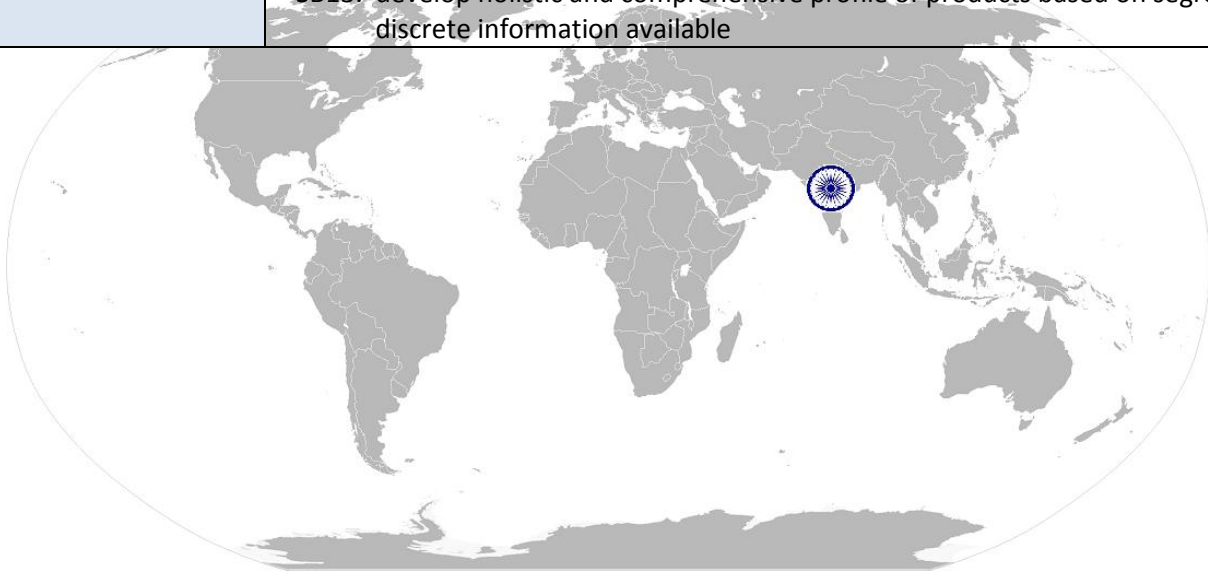 develop holistic and comprehensive profile of products based on
discrete information available